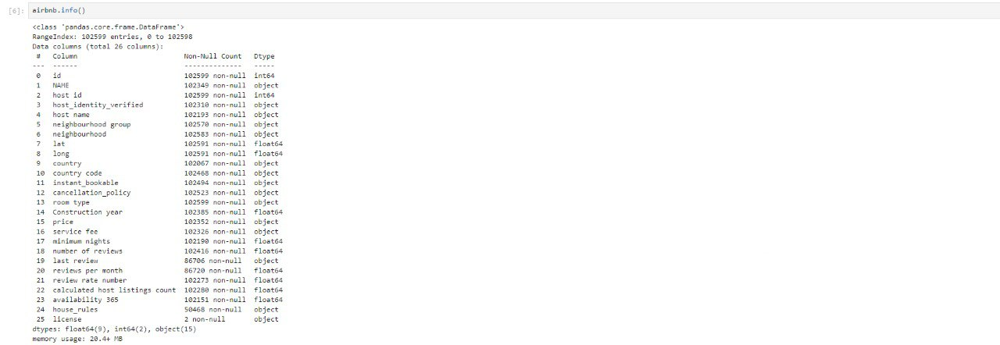 [6]: airbnb.info()
<class 'pandas.core.frame.DataFrame'>
RangeIndex: 102599 entries, 0 to 102598
Data columns (total 26 columns):
 #   Column                          Non-Null Count   Dtype
---  ------                          --------------   -----
 0   id                              102599 non-null  int64
 1   NAME                            102349 non-null  object
 2   host id                         102599 non-null  int64
 3   host_identity_verified          102310 non-null  object
 4   host name                       102193 non-null  object
 5   neighbourhood group             102570 non-null  object
 6   neighbourhood                   102583 non-null  object
 7   lat                             102591 non-null  float64
 8   long                            102591 non-null  float64
 9   country                         102067 non-null  object
 10  country code                    102468 non-null  object
 11  instant_bookable                102494 non-null  object
 12  cancellation_policy             102523 non-null  object
 13  room type                       102599 non-null  object
 14  Construction year               102385 non-null  float64
 15  price                           102352 non-null  object
 16  service fee                     102326 non-null  object
 17  minimum nights                  102190 non-null  float64
 18  number of reviews               102416 non-null  float64
 19  last review                     86706 non-null   object
 20  reviews per month               86720 non-null   float64
 21  review rate number              102273 non-null  float64
 22  calculated host listings count  102280 non-null  float64
 23  availability 365                102151 non-null  float64
 24  house_rules                     50468 non-null   object
 25  license                         2 non-null       object
dtypes: float64(9), int64(2), object(15)
memory usage: 20.4+ MB